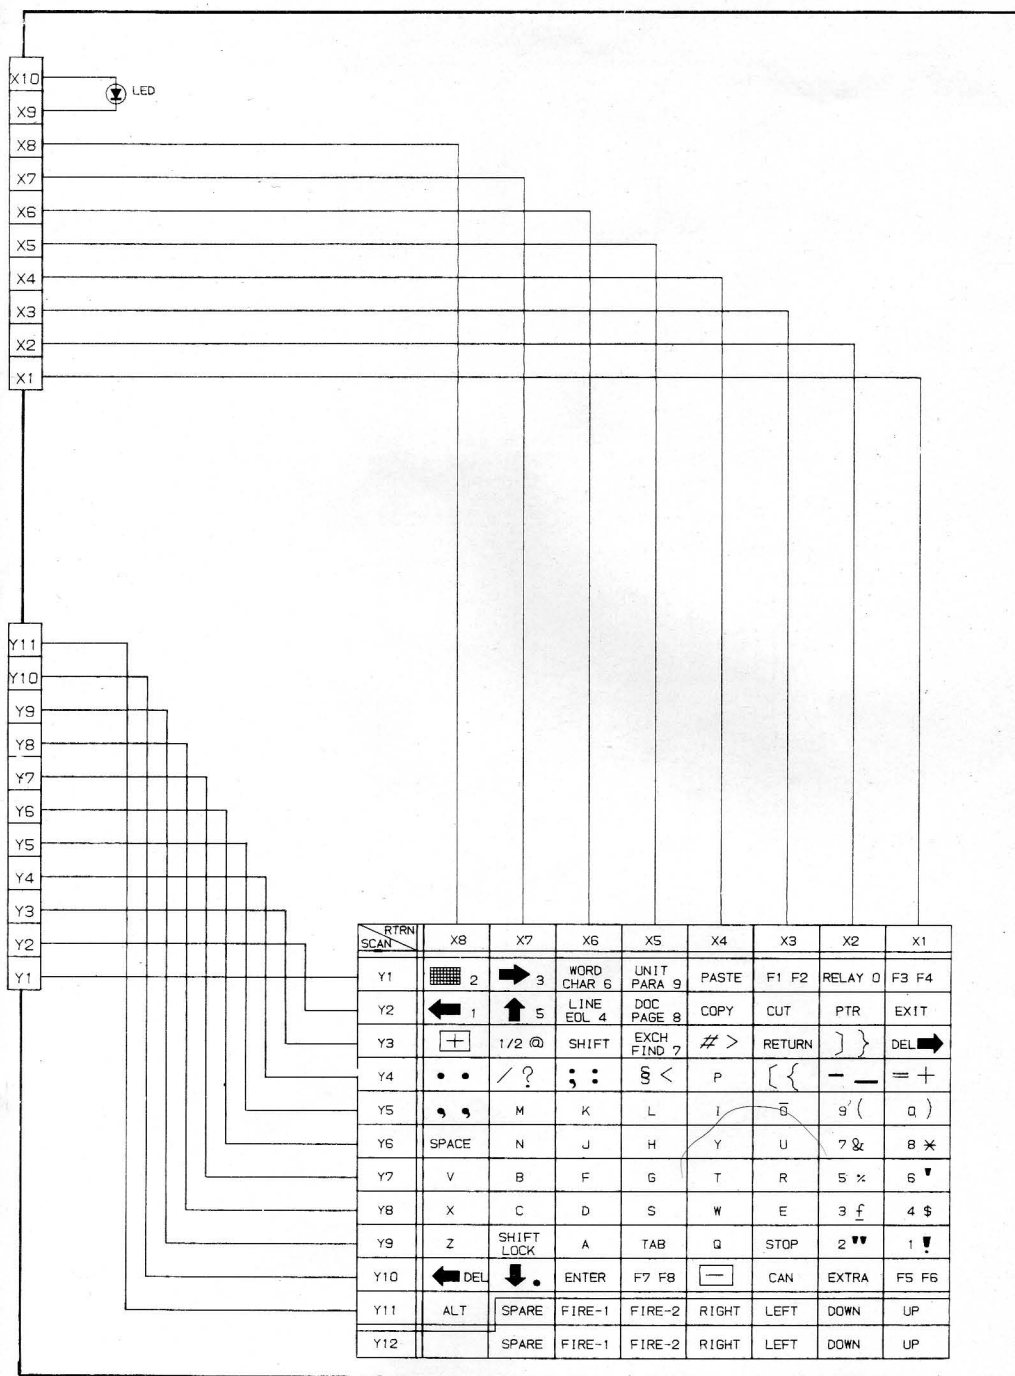 X10
LED
X9
X8
X7
X6
X5
X4
X3
X2
X1
Y11
Y10
Y9
Y8
Y7
Y6
Y5
Y4
Y3
Y2
Y1
RTRN
SCAN X8 X7 X6 X5 X4 X3 X2 X1
Y1 2 3 WORD CHAR 6 UNIT PARA 9 PASTE F1 F2 RELAY 0 F3 F4
Y2 1 5 LINE EOL 4 DOC PAGE 8 COPY CUT PTR EXIT
Y3 + 1/2 @ SHIFT EXCH FIND 7 # > RETURN ] } DEL
Y4 . . / ? ; : § < P [ { - _ = +
Y5 , , M K L I O 9 ( 0 )
Y6 SPACE N J H Y U 7 & 8 *
Y7 V B F G T R 5 % 6 '
Y8 X C D S W E 3 £ 4 $
Y9 Z SHIFT LOCK A TAB Q STOP 2 " 1 !
Y10 DEL . ENTER F7 F8 - CAN EXTRA F5 F6
Y11 ALT SPARE FIRE-1 FIRE-2 RIGHT LEFT DOWN UP
Y12 SPARE FIRE-1 FIRE-2 RIGHT LEFT DOWN UP